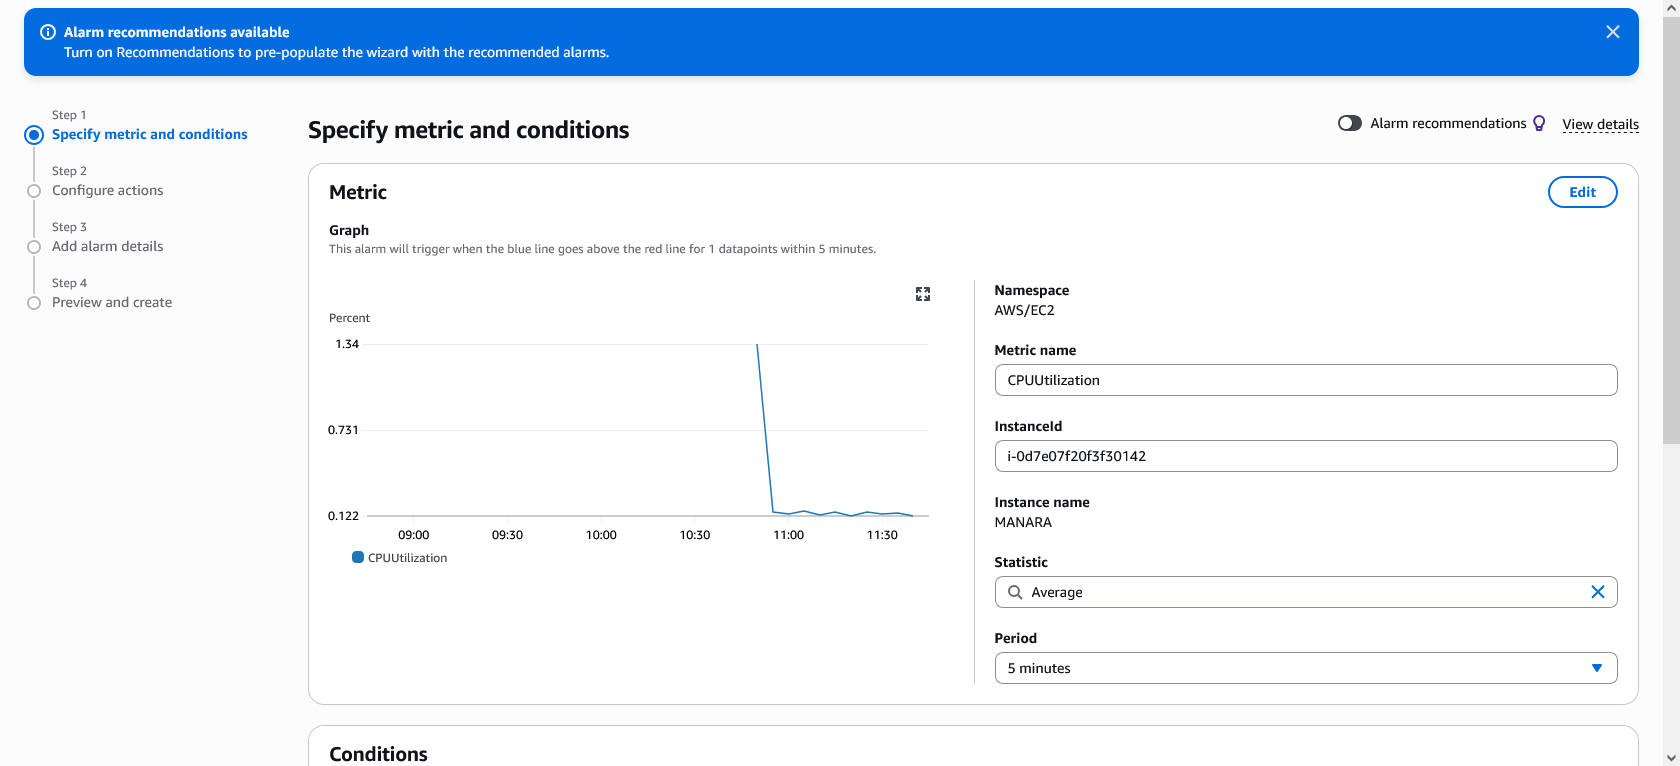 Alarm recommendations available
Turn on Recommendations to pre-populate the wizard with the recommended alarms.
Step 1
Specify metric and conditions
Step 2
Configure actions
Step 3
Add alarm details
Step 4
Preview and create
Specify metric and conditions
Alarm recommendations
View details
Metric
Edit
Graph
This alarm will trigger when the blue line goes above the red line for 1 datapoints within 5 minutes.
Percent
1.34
0.731
0.122
09:00 09:30 10:00 10:30 11:00 11:30
CPUUtilization
Namespace
AWS/EC2
Metric name
CPUUtilization
InstanceId
i-0d7e07f20f3f30142
Instance name
MANARA
Statistic
Average
Period
5 minutes
Conditions